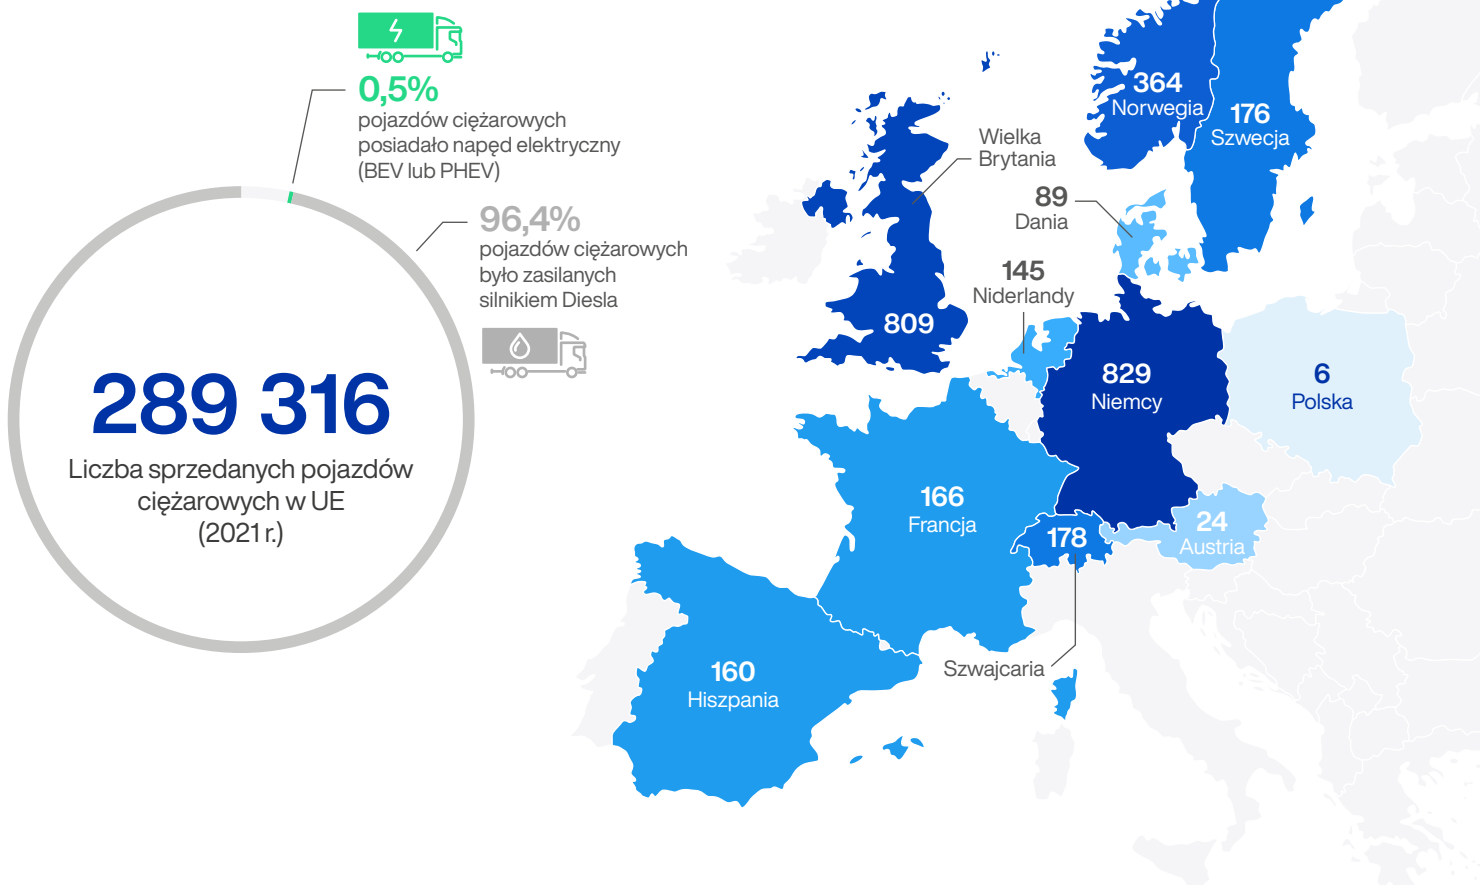 0,5%
pojazdów ciężarowych
posiadało napęd elektryczny
(BEV lub PHEV)
96,4%
pojazdów ciężarowych
było zasilanych
silnikiem Diesla
289 316
Liczba sprzedanych pojazdów
ciężarowych w UE
(2021 r.)
364
Norwegia
176
Szwecja
Wielka
Brytania
809
89
Dania
145
Niderlandy
829
Niemcy
6
Polska
166
Francja
178
Szwajcaria
24
Austria
160
Hiszpania